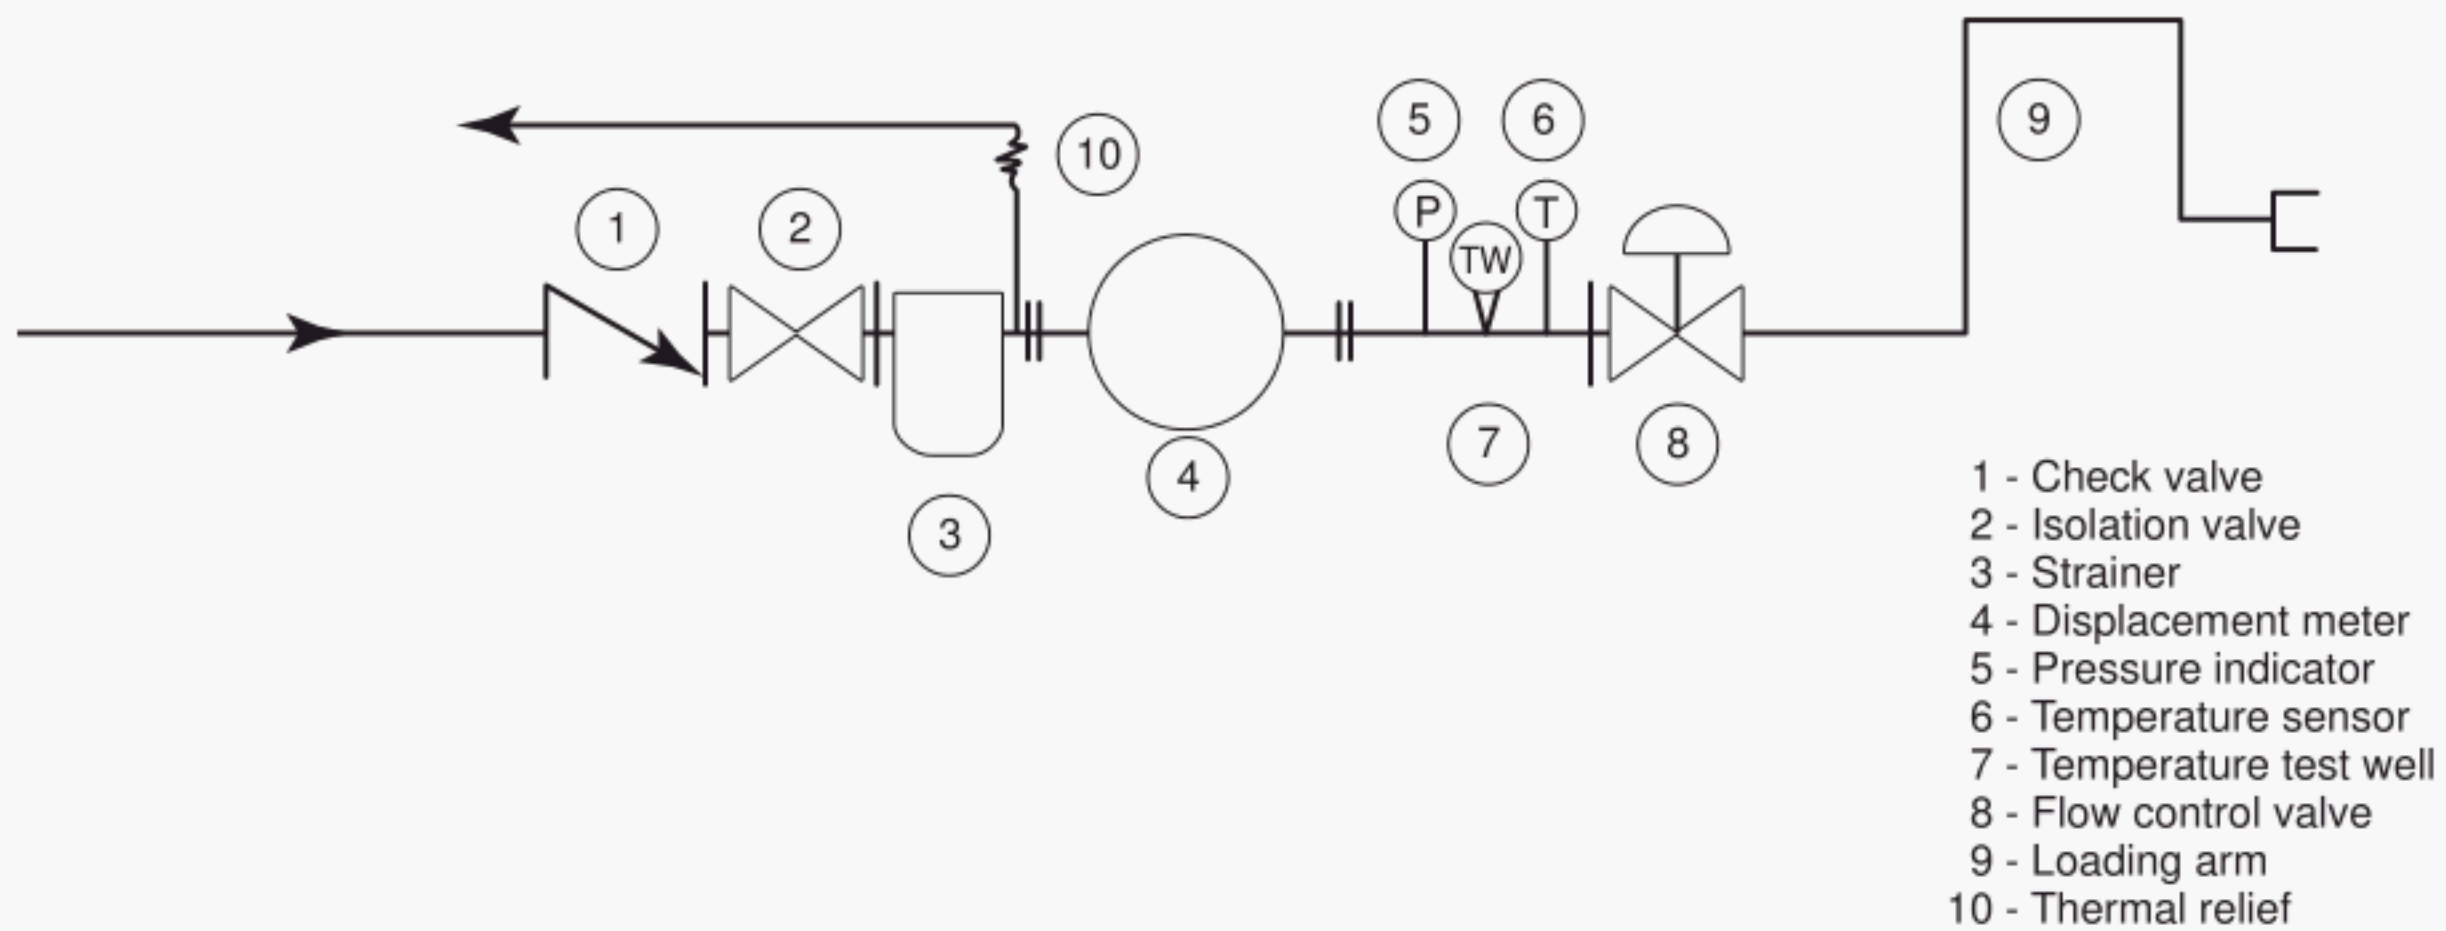 10
5
6
9
1
2
P
T
TW
4
7
8
3
1 - Check valve
2 - Isolation valve
3 - Strainer
4 - Displacement meter
5 - Pressure indicator
6 - Temperature sensor
7 - Temperature test well
8 - Flow control valve
9 - Loading arm
10 - Thermal relief